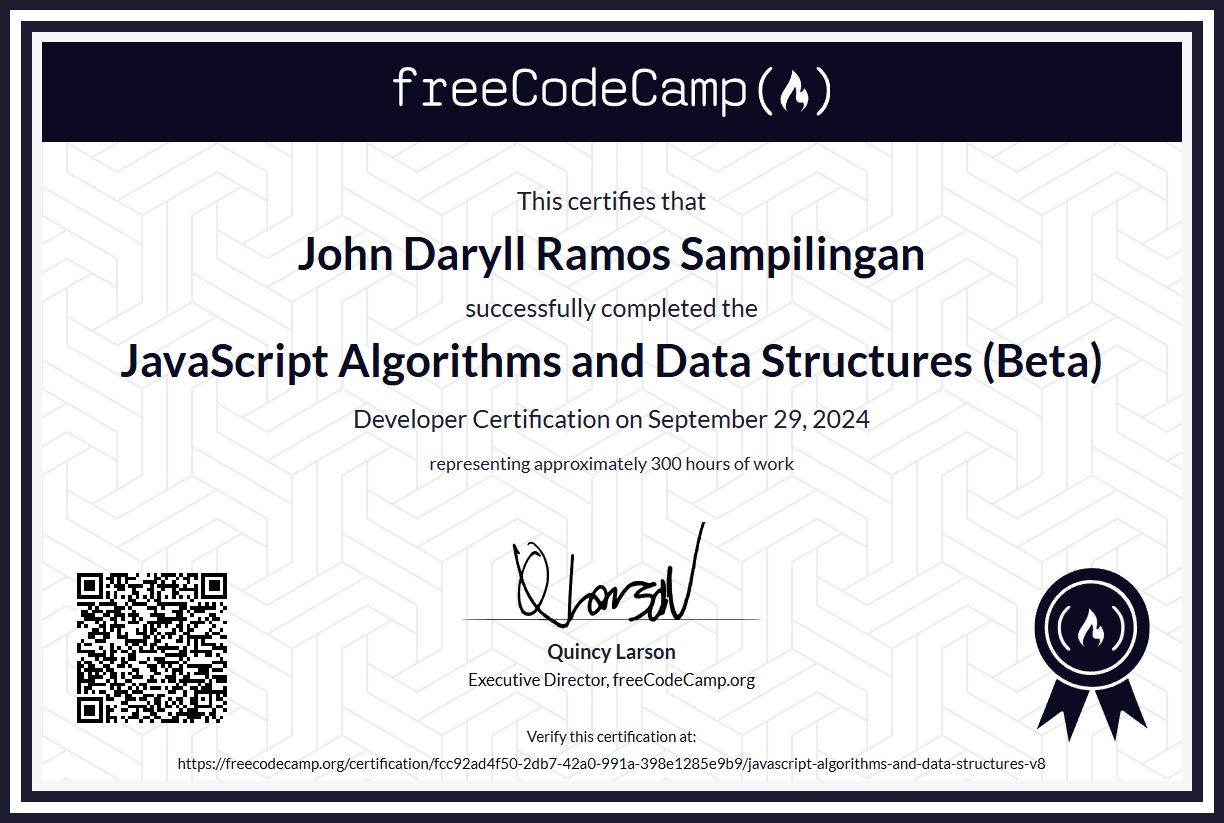 freeCodeCamp
This certifies that
John Daryll Ramos Sampilingan
successfully completed the
JavaScript Algorithms and Data Structures (Beta)
Developer Certification on September 29, 2024
representing approximately 300 hours of work
Q Larson
Quincy Larson
Executive Director, freeCodeCamp.org
Verify this certification at:
https://freecodecamp.org/certification/fcc92ad4f50-2db7-42a0-991a-398e1285e9b9/javascript-algorithms-and-data-structures-v8